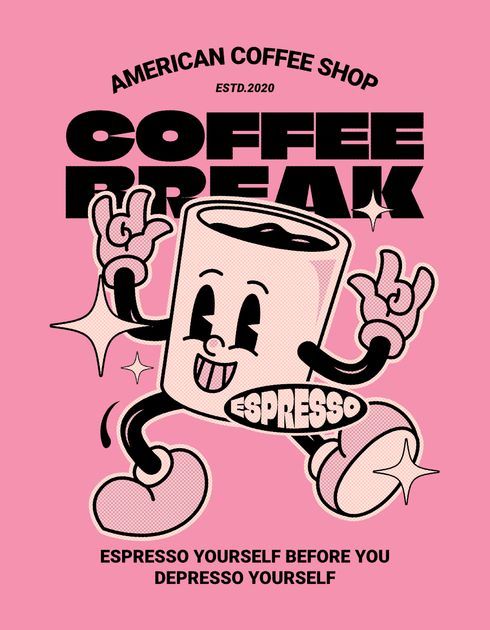 AMERICAN COFFEE SHOP
ESTD.2020
COFFEE
BREAK
ESPRESSO
ESPRESSO YOURSELF BEFORE YOU
DEPRESSO YOURSELF